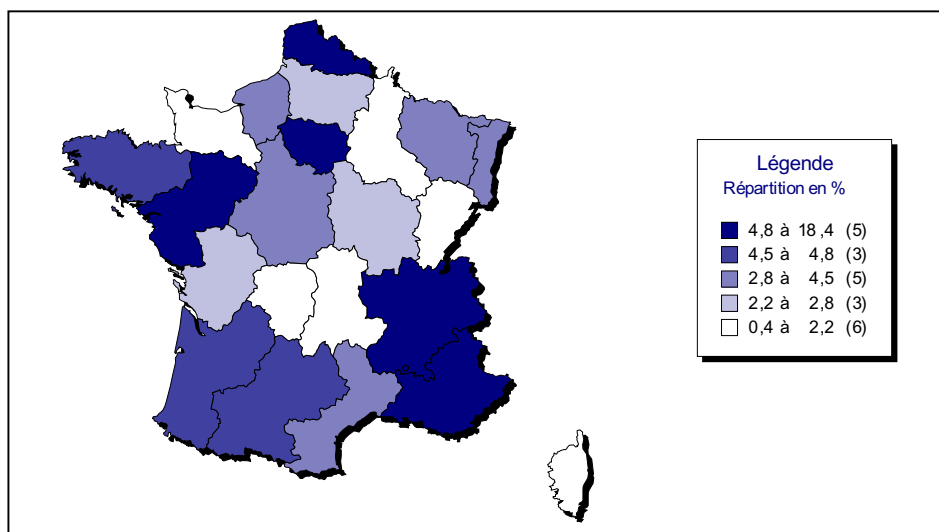 Légende
Répartition en %
4,8 à 18,4 (5)
4,5 à 4,8 (3)
2,8 à 4,5 (5)
2,2 à 2,8 (3)
0,4 à 2,2 (6)